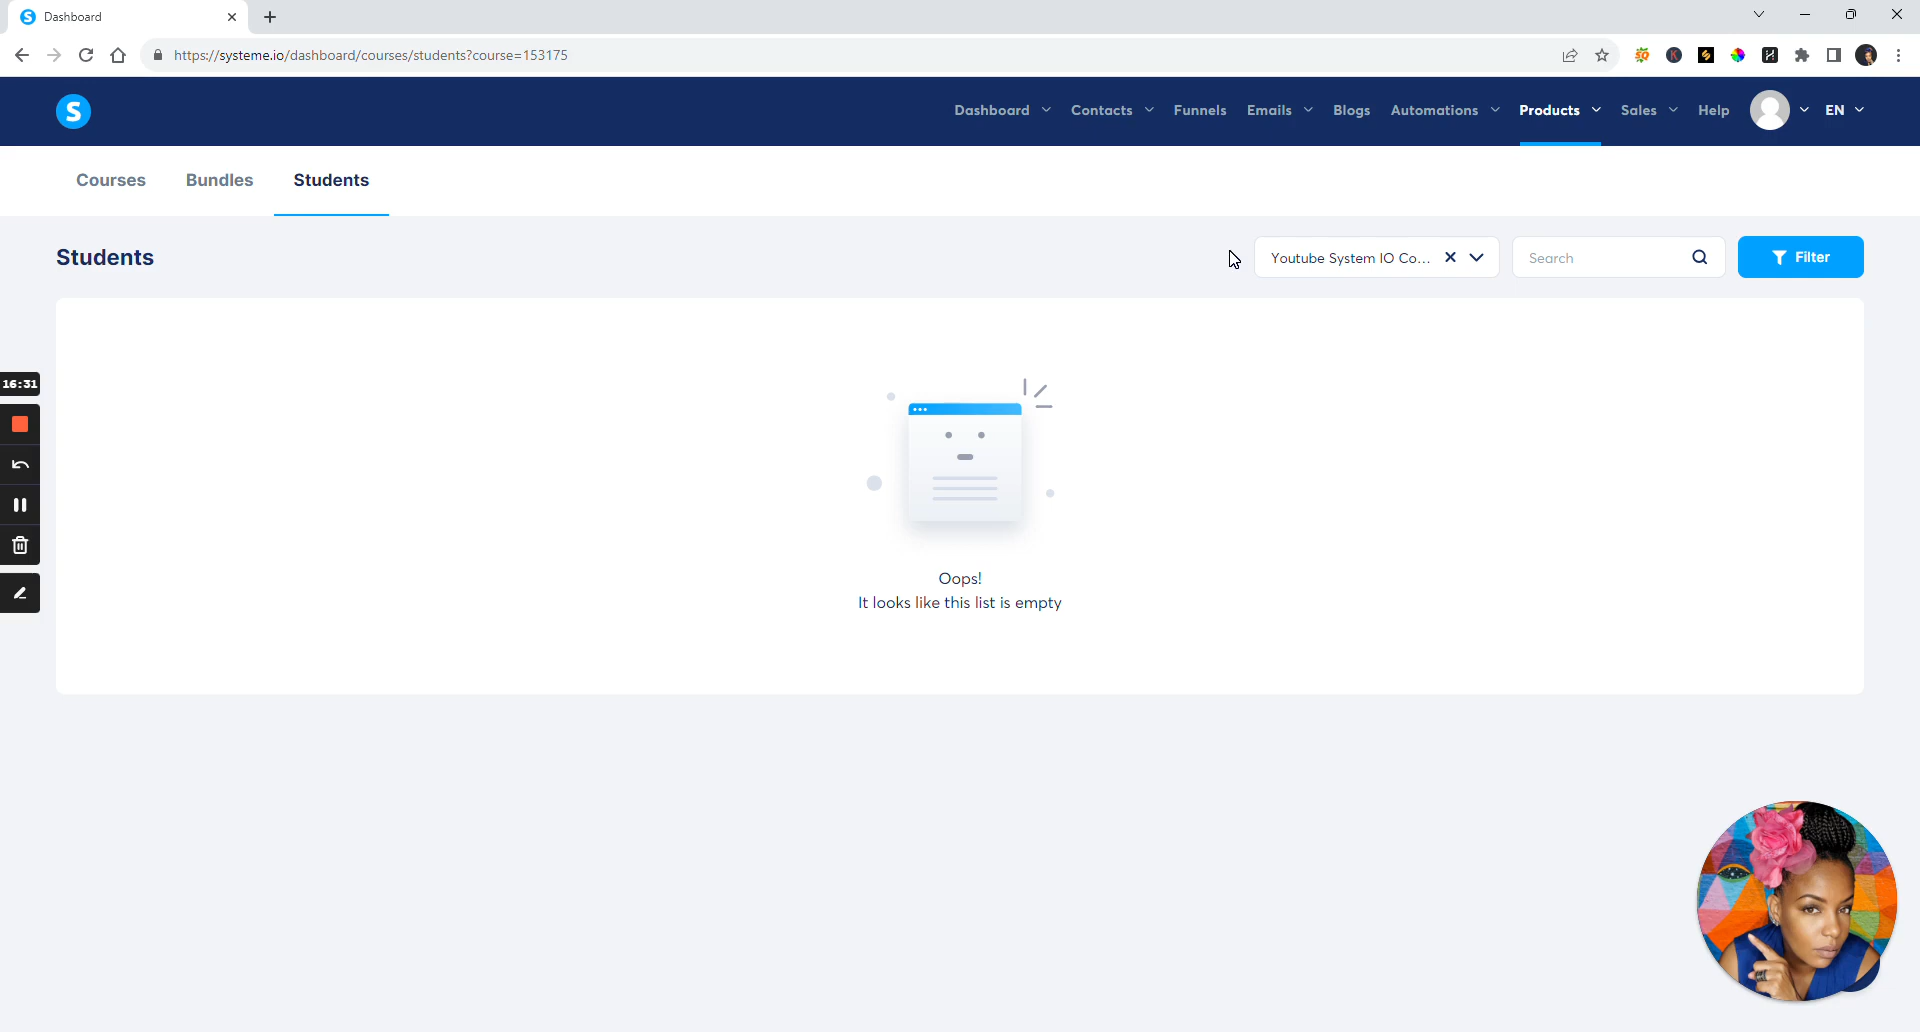 Dashboard
https://systeme.io/dashboard/courses/students?course=153175
S
Dashboard Contacts Funnels Emails Blogs Automations Products Sales Help EN
Courses Bundles Students
Students
Youtube System IO Co... Search Filter
16:31
Oops!
It looks like this list is empty